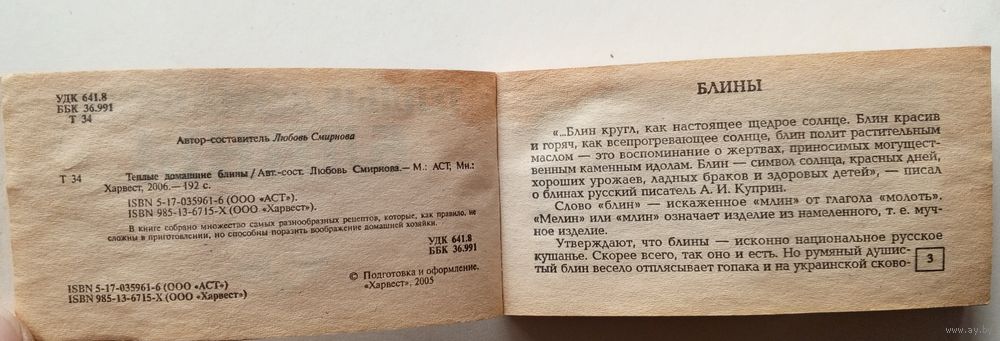 УДК 641.8
ББК 36.991
Т 34
Автор-составитель Любовь Смирнова
Т 34 Теплые домашние блины / Авт.-сост. Любовь Смирнова.— М.: АСТ, Мн.:
Харвест, 2006.— 192 с.
ISBN 5-17-035961-6 (ООО «АСТ»).
ISBN 985-13-6715-X (ООО «Харвест»).
В книге собрано множество самых разнообразных рецептов, которые, как правило, не
сложны в приготовлении, но способны поразить воображение домашней хозяйки.
УДК 641.8
ББК 36.991
© Подготовка и оформление.
«Харвест», 2005
ISBN 5-17-035961-6 (ООО «АСТ»)
ISBN 985-13-6715-X (ООО «Харвест»)
БЛИНЫ
«...Блин кругл, как настоящее щедрое солнце. Блин красив
и горяч, как всепрогревающее солнце, блин полит растительным
маслом — это воспоминание о жертвах, приносимых могущест-
венным каменным идолам. Блин — символ солнца, красных дней,
хороших урожаев, ладных браков и здоровых детей», — писал
о блинах русский писатель А. И. Куприн.
Слово «блин» — искаженное «млин» от глагола «молоть».
«Мелин» или «млин» означает изделие из намеленного, т. е. муч-
ное изделие.
Утверждают, что блины — исконно национальное русское
кушанье. Скорее всего, так оно и есть. Но румяный душис-
тый блин весело отплясывает гопака и на украинской сково-
3
www.ay.by